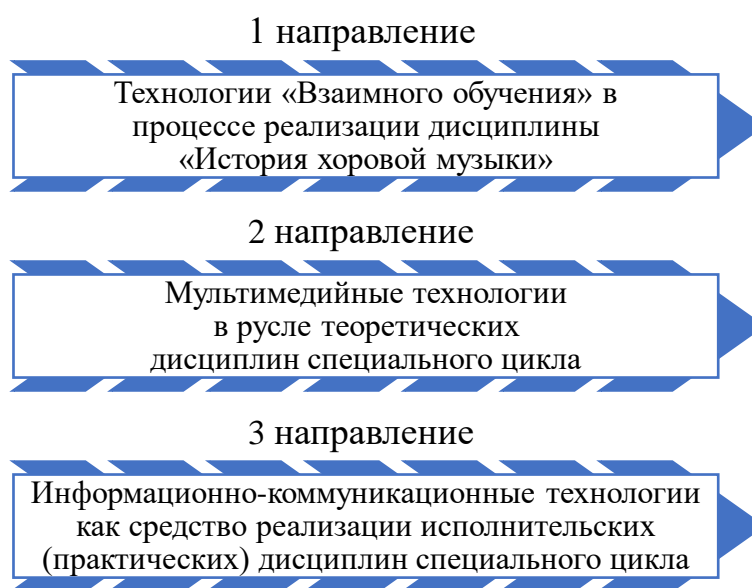 1 направление
Технологии «Взаимного обучения» в
процессе реализации дисциплины
«История хоровой музыки»
2 направление
Мультимедийные технологии
в русле теоретических
дисциплин специального цикла
3 направление
Информационно-коммуникационные технологии
как средство реализации исполнительских
(практических) дисциплин специального цикла